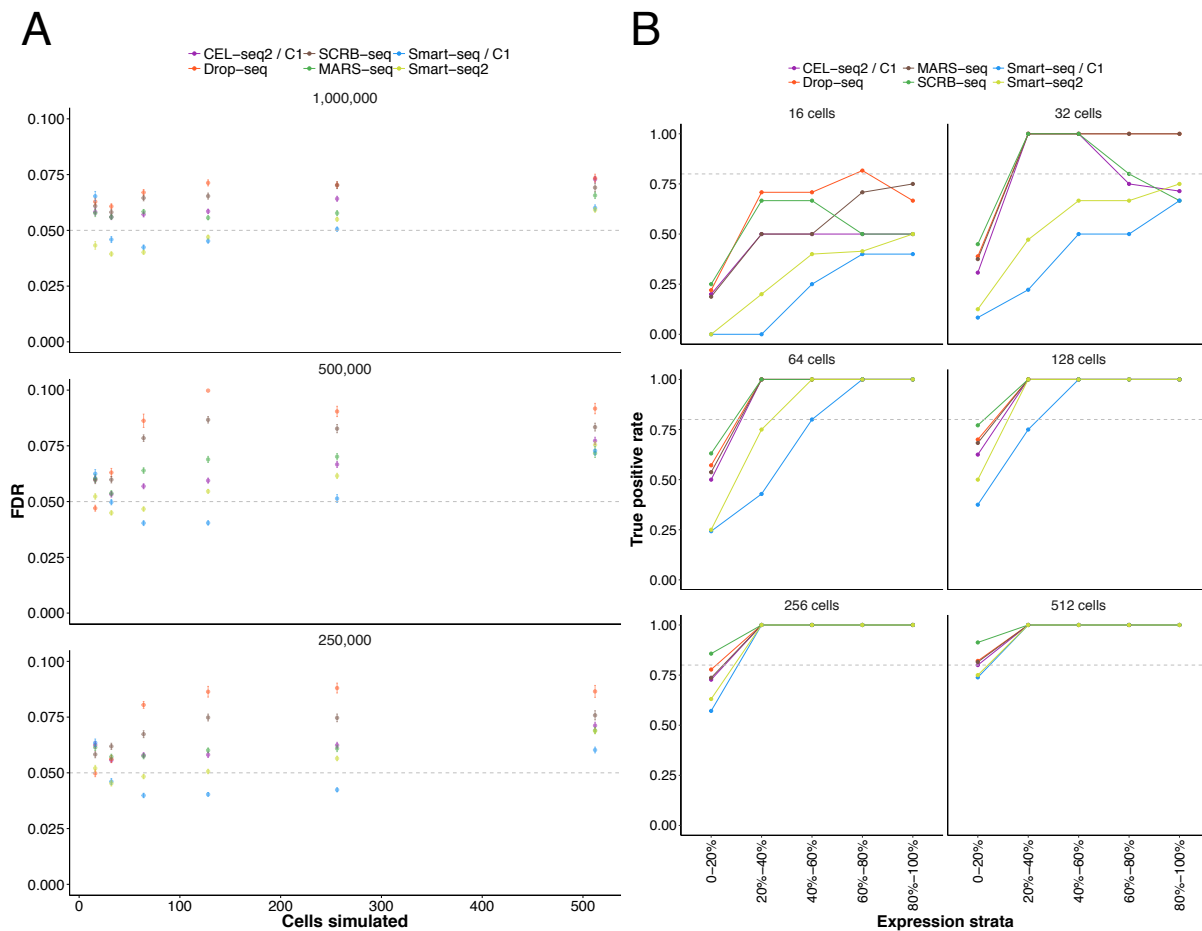 A
CEL−seq2 / C1 SCRB−seq Smart−seq / C1
Drop−seq MARS−seq Smart−seq2
1,000,000
0.100
0.075
0.050
0.025
0.000
500,000
0.100
0.075
0.050
0.025
0.000
FDR
250,000
0.100
0.075
0.050
0.025
0.000
0 100 200 300 400 500
Cells simulated
B
CEL−seq2 / C1 MARS−seq Smart−seq / C1
Drop−seq SCRB−seq Smart−seq2
16 cells 32 cells
1.00
0.75
0.50
0.25
0.00
64 cells 128 cells
1.00
0.75
0.50
0.25
0.00
True positive rate
256 cells 512 cells
1.00
0.75
0.50
0.25
0.00
0−20% 20%−40% 40%−60% 60%−80% 80%−100% 0−20% 20%−40% 40%−60% 60%−80% 80%−100%
Expression strata